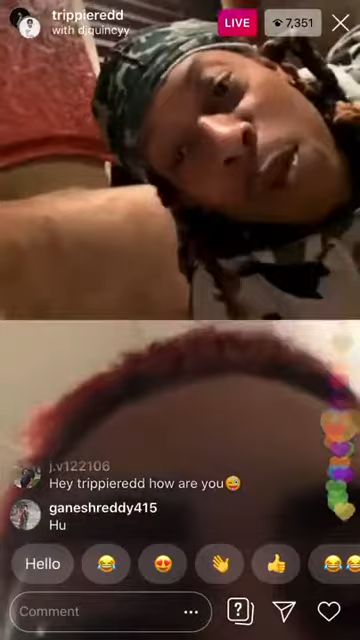 trippieredd
with djquincyy
LIVE
7,351
j.v122106
Hey trippieredd how are you😜
ganeshreddy415
Hu
Hello
Comment